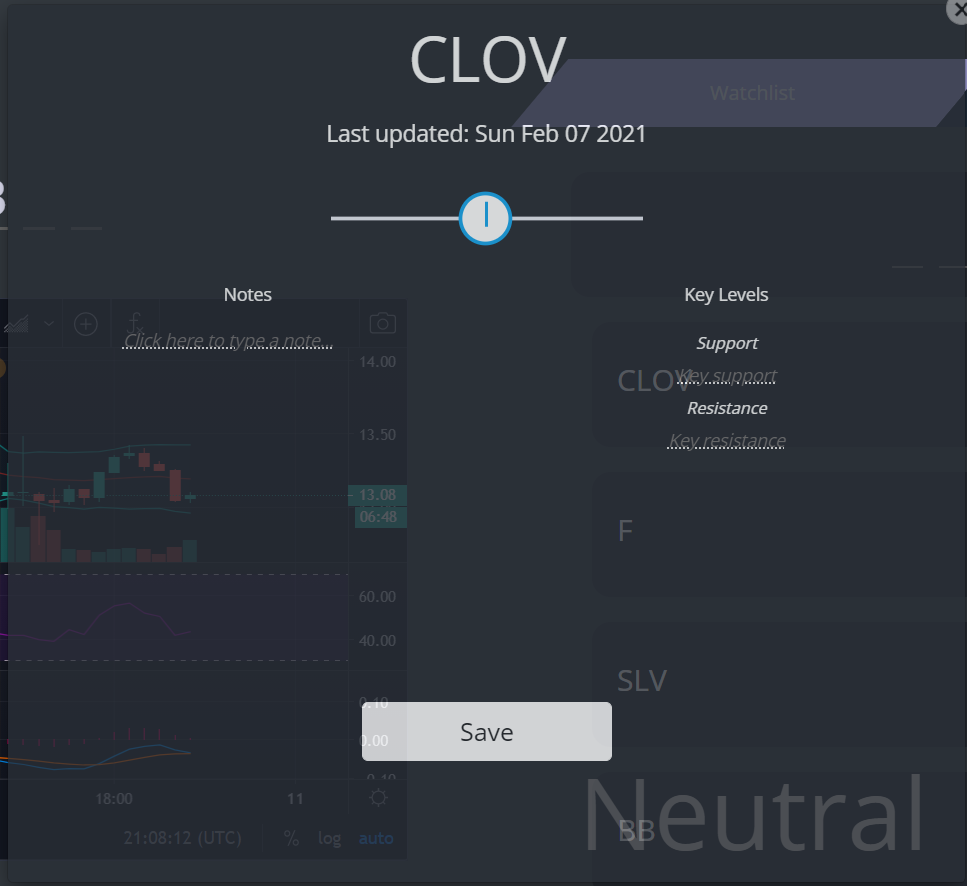 CLOV
Watchlist
Last updated: Sun Feb 07 2021
Notes
Click here to type a note...
Key Levels
Support
Key support
Resistance
Key resistance
CLOV
14.00
13.50
13.08
06:48
F
60.00
40.00
SLV
0.10
0.00
-0.10
Save
Neutral
BB
18:00 11
21:08:12 (UTC) % log auto